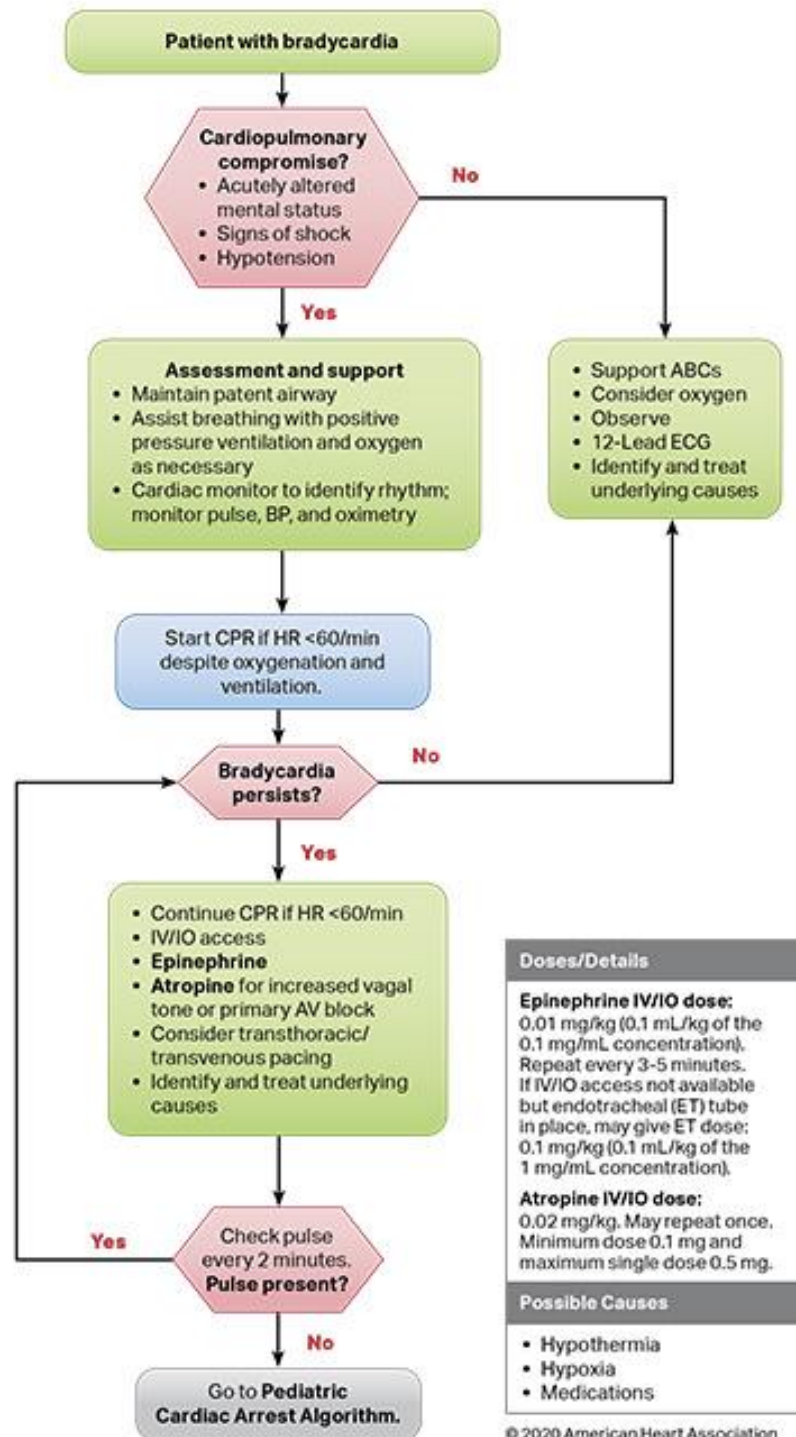 Patient with bradycardia
Cardiopulmonary
compromise?
• Acutely altered
mental status
• Signs of shock
• Hypotension
No
Yes
Assessment and support
• Maintain patent airway
• Assist breathing with positive
pressure ventilation and oxygen
as necessary
• Cardiac monitor to identify rhythm;
monitor pulse, BP, and oximetry
• Support ABCs
• Consider oxygen
• Observe
• 12-Lead ECG
• Identify and treat
underlying causes
Start CPR if HR <60/min
despite oxygenation and
ventilation.
Bradycardia
persists?
No
Yes
• Continue CPR if HR <60/min
• IV/IO access
• Epinephrine
• Atropine for increased vagal
tone or primary AV block
• Consider transthoracic/
transvenous pacing
• Identify and treat underlying
causes
Check pulse
every 2 minutes.
Pulse present?
Yes
No
Go to Pediatric
Cardiac Arrest Algorithm.
Doses/Details
Epinephrine IV/IO dose:
0.01 mg/kg (0.1 mL/kg of the
0.1 mg/mL concentration).
Repeat every 3-5 minutes.
If IV/IO access not available
but endotracheal (ET) tube
in place, may give ET dose:
0.1 mg/kg (0.1 mL/kg of the
1 mg/mL concentration).
Atropine IV/IO dose:
0.02 mg/kg. May repeat once.
Minimum dose 0.1 mg and
maximum single dose 0.5 mg.
Possible Causes
• Hypothermia
• Hypoxia
• Medications
© 2020 American Heart Association